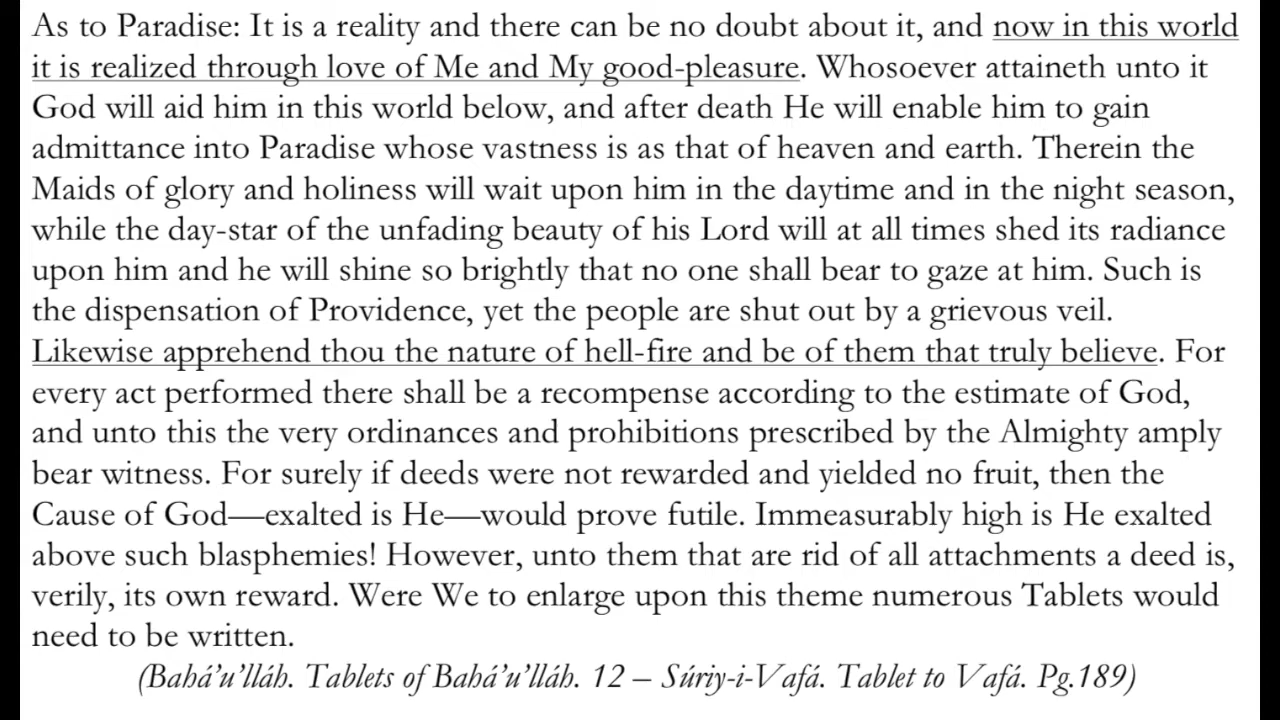 As to Paradise: It is a reality and there can be no doubt about it, and now in this world
it is realized through love of Me and My good-pleasure. Whosoever attaineth unto it
God will aid him in this world below, and after death He will enable him to gain
admittance into Paradise whose vastness is as that of heaven and earth. Therein the
Maids of glory and holiness will wait upon him in the daytime and in the night season,
while the day-star of the unfading beauty of his Lord will at all times shed its radiance
upon him and he will shine so brightly that no one shall bear to gaze at him. Such is
the dispensation of Providence, yet the people are shut out by a grievous veil.
Likewise apprehend thou the nature of hell-fire and be of them that truly believe. For
every act performed there shall be a recompense according to the estimate of God,
and unto this the very ordinances and prohibitions prescribed by the Almighty amply
bear witness. For surely if deeds were not rewarded and yielded no fruit, then the
Cause of God—exalted is He—would prove futile. Immeasurably high is He exalted
above such blasphemies! However, unto them that are rid of all attachments a deed is,
verily, its own reward. Were We to enlarge upon this theme numerous Tablets would
need to be written.
(Bahá’u’lláh. Tablets of Bahá’u’lláh. 12 – Súriy-i-Vafá. Tablet to Vafá. Pg.189)